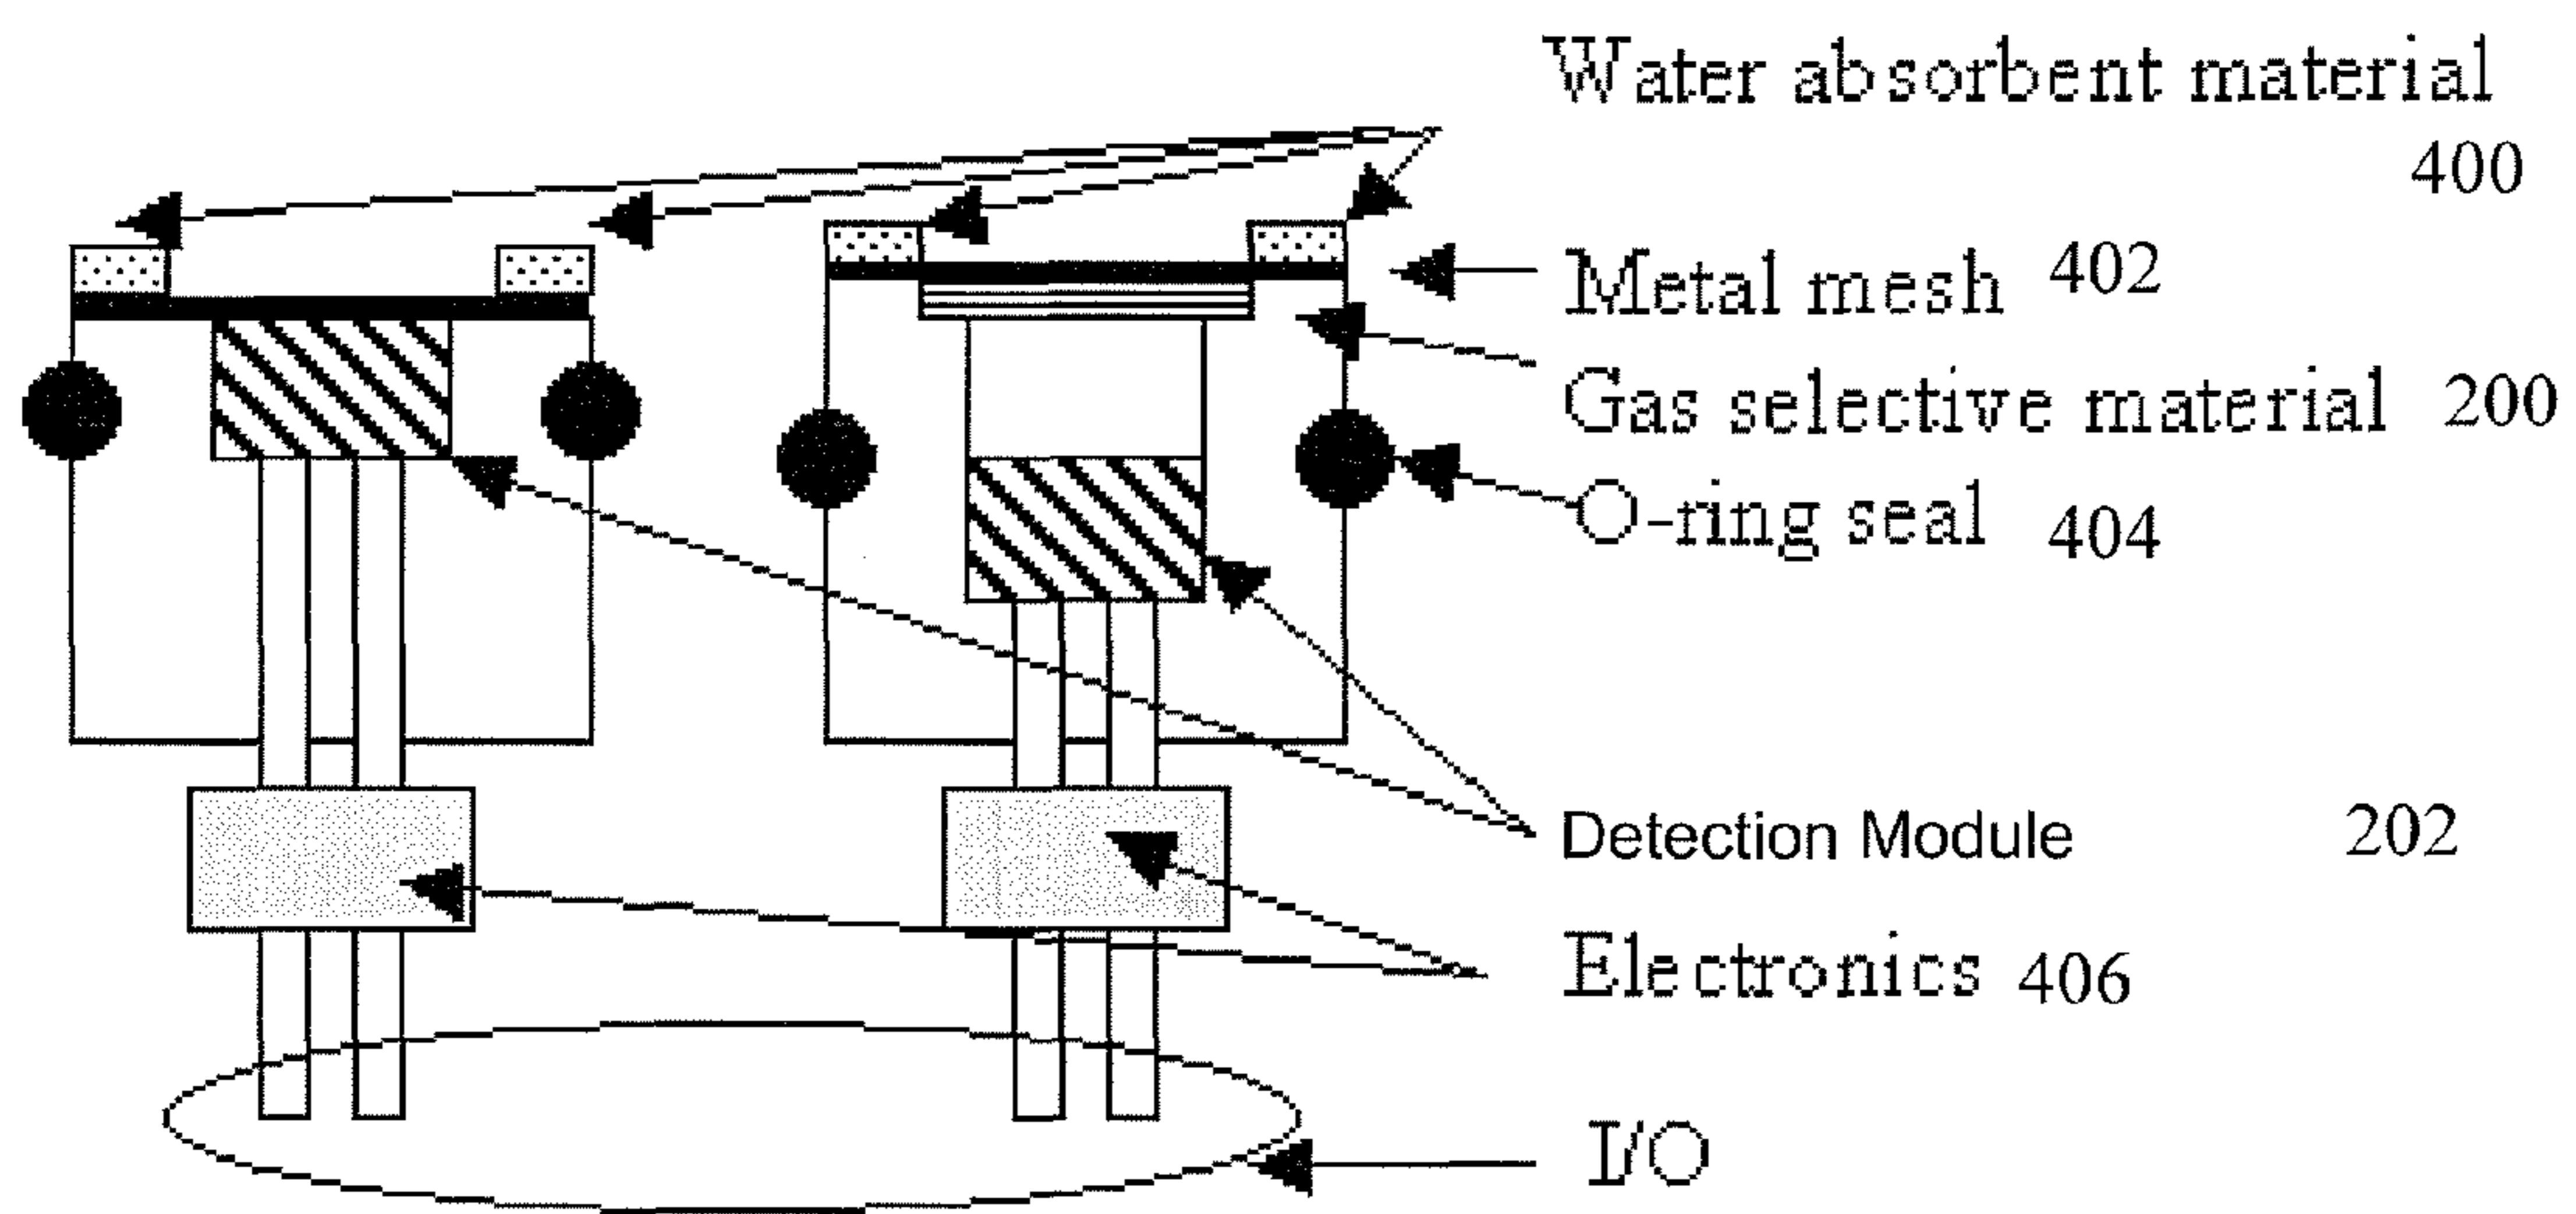 Water absorbent material
400
Metal mesh 402
Gas selective material 200
O-ring seal 404
Detection Module 202
Electronics 406
I/O